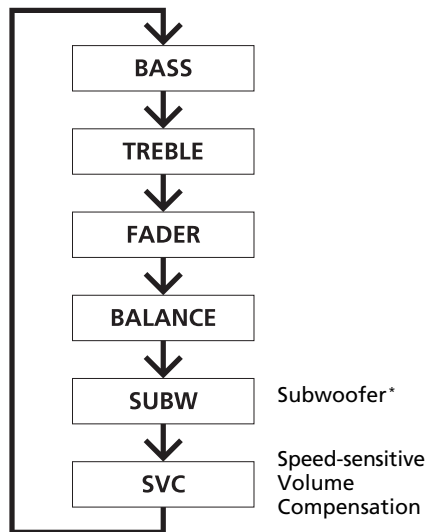 BASS
TREBLE
FADER
BALANCE
SUBW
Subwoofer*
SVC
Speed-sensitive
Volume
Compensation